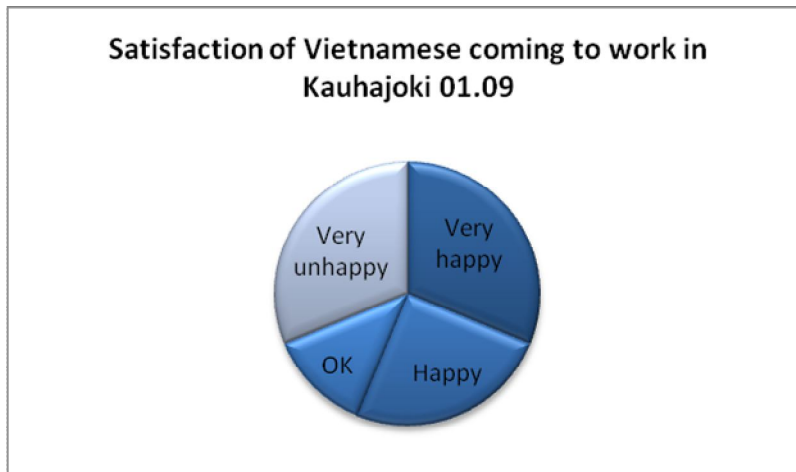 Satisfaction of Vietnamese coming to work in
Kauhajoki 01.09
Very
happy
Happy
OK
Very
unhappy